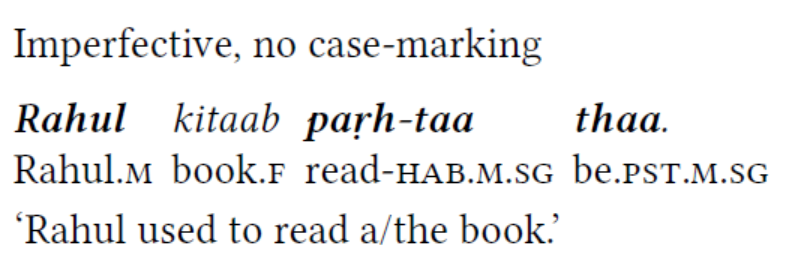 Imperfective, no case-marking
Rahul kitaab paṛh-taa thaa.
Rahul.M book.F read-HAB.M.SG be.PST.M.SG
‘Rahul used to read a/the book.’